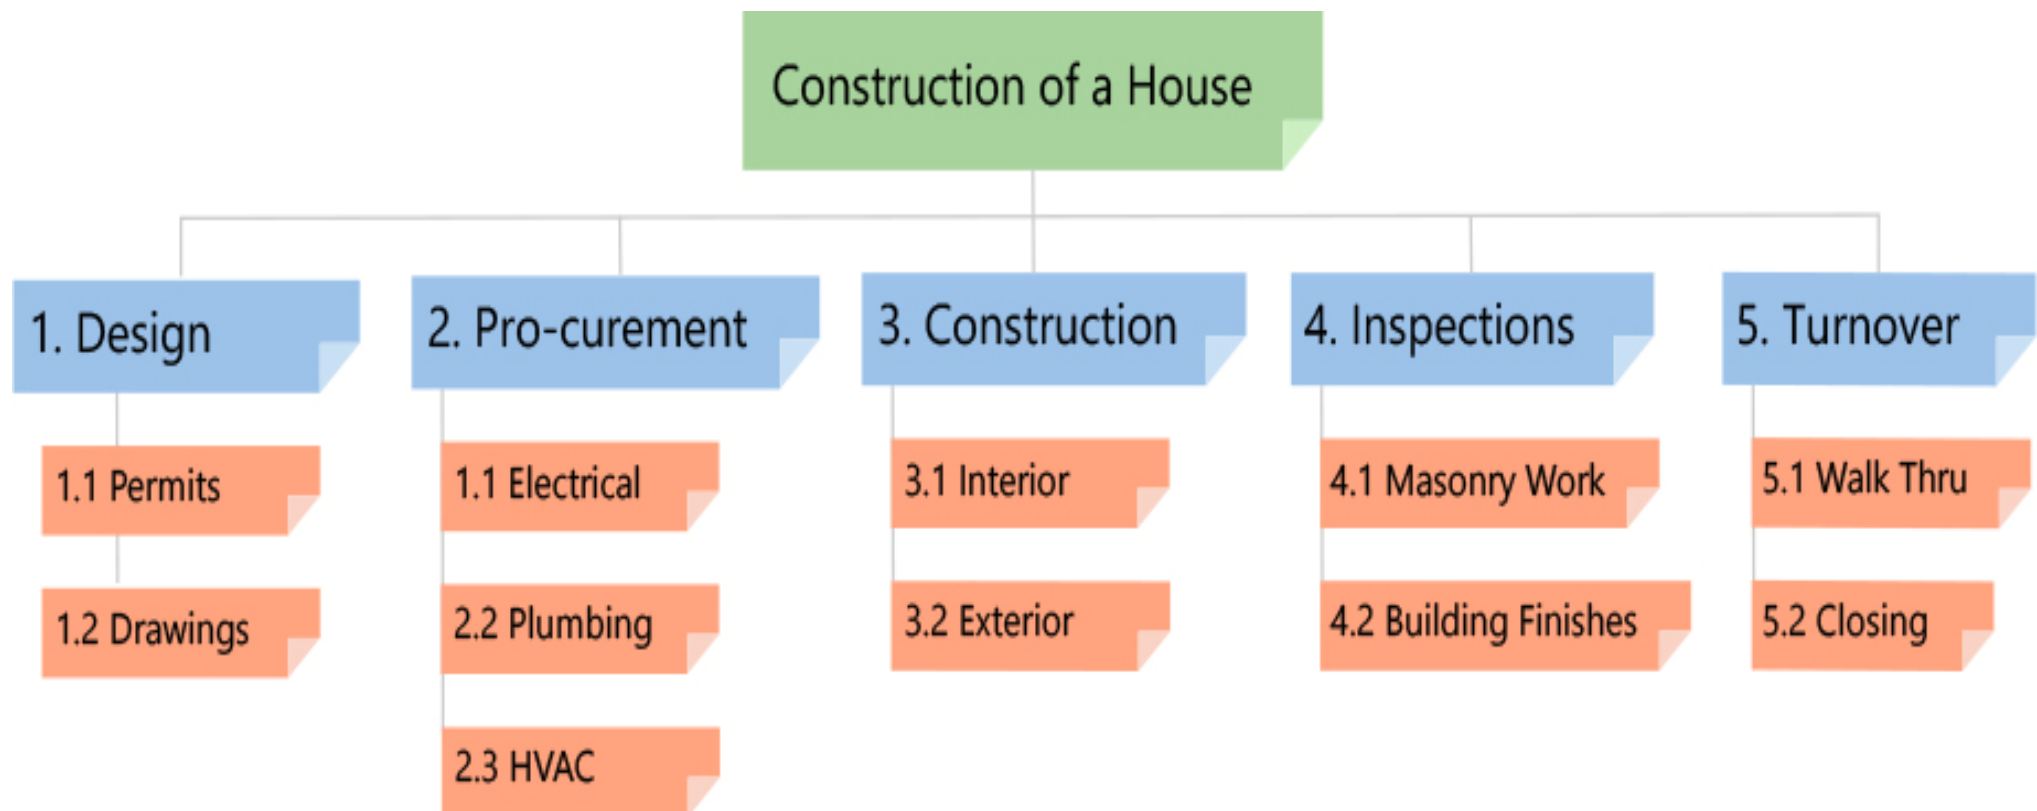 Construction of a House
1. Design
2. Pro-curement
3. Construction
4. Inspections
5. Turnover
1.1 Permits
1.2 Drawings
1.1 Electrical
2.2 Plumbing
2.3 HVAC
3.1 Interior
3.2 Exterior
4.1 Masonry Work
4.2 Building Finishes
5.1 Walk Thru
5.2 Closing